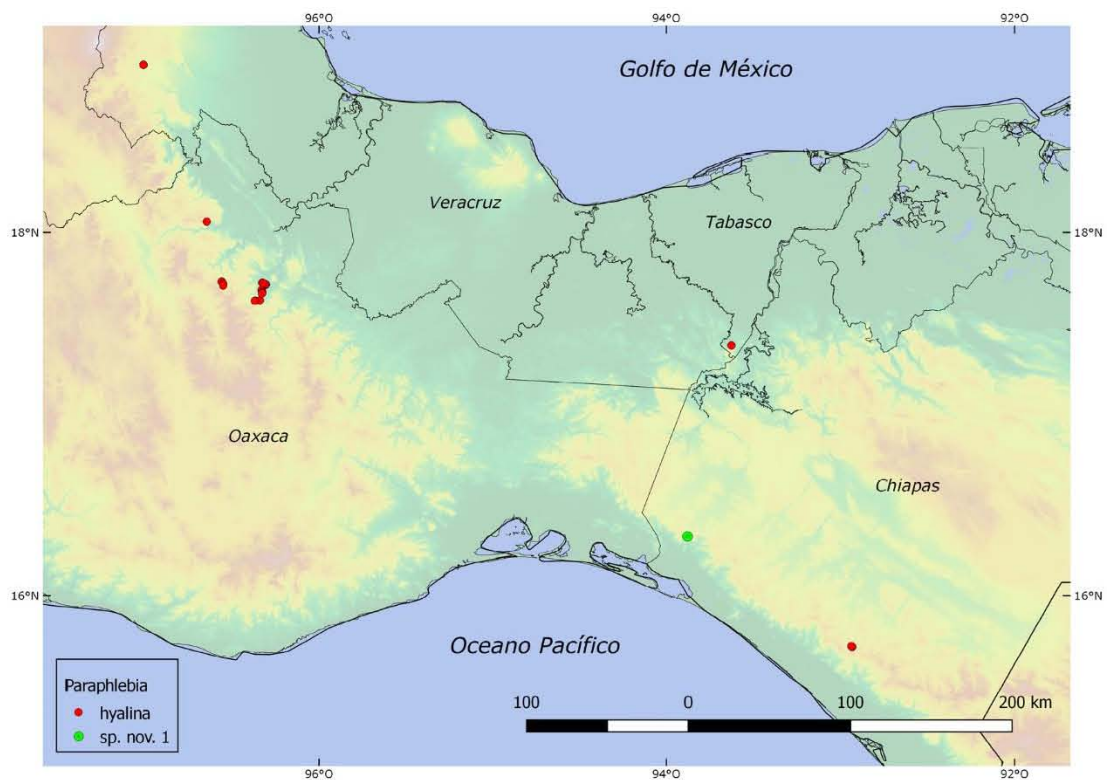 96°O
94°O
92°O
Golfo de México
Veracruz
Tabasco
18°N
18°N
Oaxaca
Chiapas
16°N
16°N
Oceano Pacífico
Paraphlebia
hyalina
sp. nov. 1
100 0 100 200 km
96°O
94°O
92°O